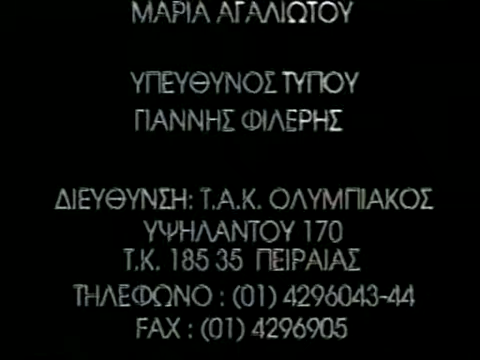 ΜΑΡΙΑ ΑΓΑΛΙΩΤΟΥ
ΥΠΕΥΘΥΝΟΣ ΤΥΠΟΥ
ΓΙΑΝΝΗΣ ΦΙΛΕΡΗΣ
ΔΙΕΥΘΥΝΣΗ: Τ.Α.Κ. ΟΛΥΜΠΙΑΚΟΣ
ΥΨΗΛΑΝΤΟΥ 170
Τ.Κ. 185 35 ΠΕΙΡΑΙΑΣ
ΤΗΛΕΦΩΝΟ : (01) 4296043-44
FAX : (01) 4296905